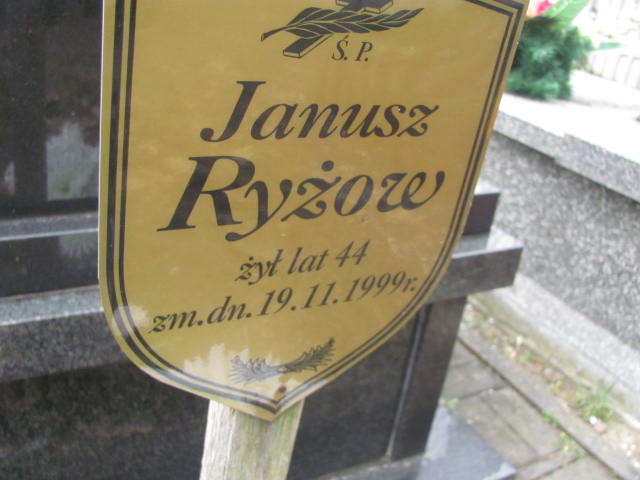 Ś. P.
Janusz
Ryżow
żył lat 44
zm. dn. 19.11.1999r.